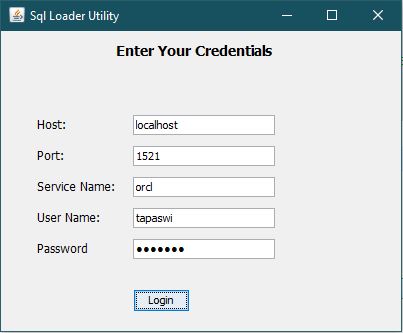 Sql Loader Utility
Enter Your Credentials
Host: localhost
Port: 1521
Service Name: orcl
User Name: tapaswi
Password •••••••
Login